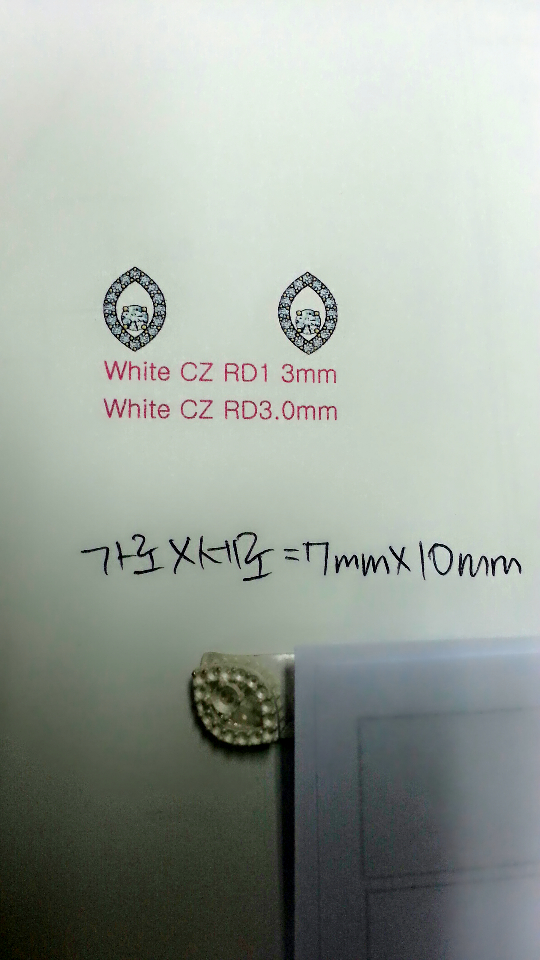 White CZ RD1 3mm
White CZ RD3.0mm
가로X세로=7mmX10mm